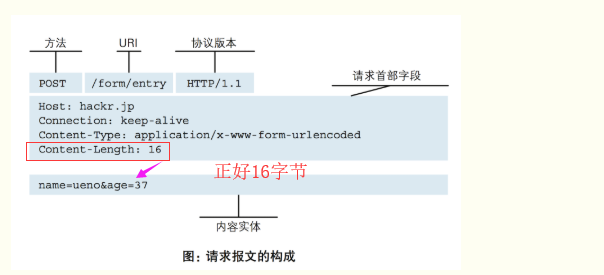 方法 URI 协议版本
请求首部字段
POST /form/entry HTTP/1.1
Host: hackr.jp
Connection: keep-alive
Content-Type: application/x-www-form-urlencoded
Content-Length: 16
正好16字节
name=ueno&age=37
内容实体
图:请求报文的构成